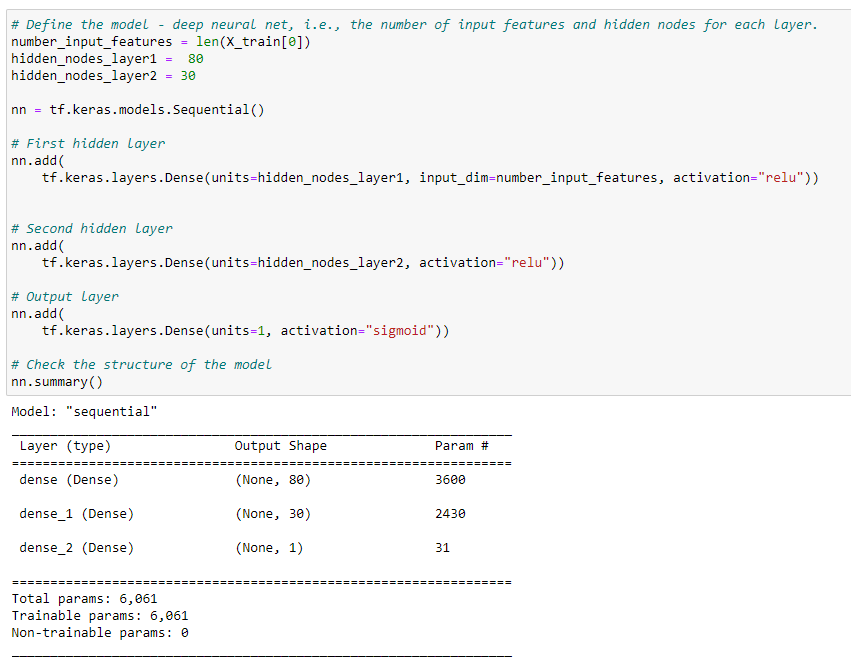 # Define the model - deep neural net, i.e., the number of input features and hidden nodes for each layer.
number_input_features = len(X_train[0])
hidden_nodes_layer1 =  80
hidden_nodes_layer2 = 30

nn = tf.keras.models.Sequential()

# First hidden layer
nn.add(
    tf.keras.layers.Dense(units=hidden_nodes_layer1, input_dim=number_input_features, activation="relu"))

# Second hidden layer
nn.add(
    tf.keras.layers.Dense(units=hidden_nodes_layer2, activation="relu"))

# Output layer
nn.add(
    tf.keras.layers.Dense(units=1, activation="sigmoid"))

# Check the structure of the model
nn.summary()
Model: "sequential"
_________________________________________________________________
 Layer (type)                Output Shape              Param #
=================================================================
 dense (Dense)               (None, 80)                3600

 dense_1 (Dense)             (None, 30)                2430

 dense_2 (Dense)             (None, 1)                 31

=================================================================
Total params: 6,061
Trainable params: 6,061
Non-trainable params: 0
_________________________________________________________________